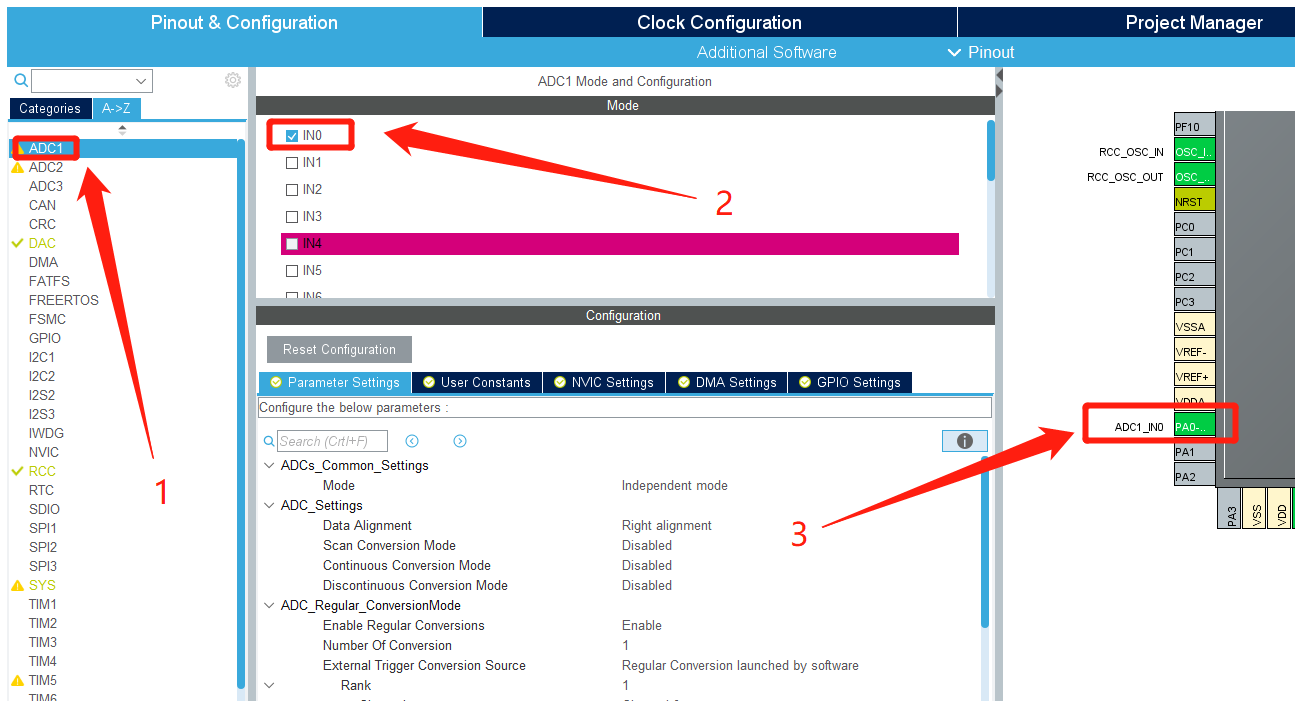 Pinout & Configuration
Clock Configuration
Project Manager
Additional Software
Pinout
Categories
A->Z
ADC1
ADC2
ADC3
CAN
CRC
DAC
DMA
FATFS
FREERTOS
FSMC
GPIO
I2C1
I2C2
I2S2
I2S3
IWDG
NVIC
RCC
RTC
SDIO
SPI1
SPI2
SPI3
SYS
TIM1
TIM2
TIM3
TIM4
TIM5
TIM6
1
ADC1 Mode and Configuration
Mode
IN0
IN1
IN2
IN3
IN4
IN5
IN6
2
Configuration
Reset Configuration
Parameter Settings
User Constants
NVIC Settings
DMA Settings
GPIO Settings
Configure the below parameters :
Search (Crtl+F)
ADCs_Common_Settings
Mode Independent mode
ADC_Settings
Data Alignment Right alignment
Scan Conversion Mode Disabled
Continuous Conversion Mode Disabled
Discontinuous Conversion Mode Disabled
ADC_Regular_ConversionMode
Enable Regular Conversions Enable
Number Of Conversion 1
External Trigger Conversion Source Regular Conversion launched by software
Rank 1
3
PF10
RCC_OSC_IN OSC_I..
RCC_OSC_OUT OSC_..
NRST
PC0
PC1
PC2
PC3
VSSA
VREF-
VREF+
VDDA
ADC1_IN0 PA0-..
PA1
PA2
PA3
VSS
VDD